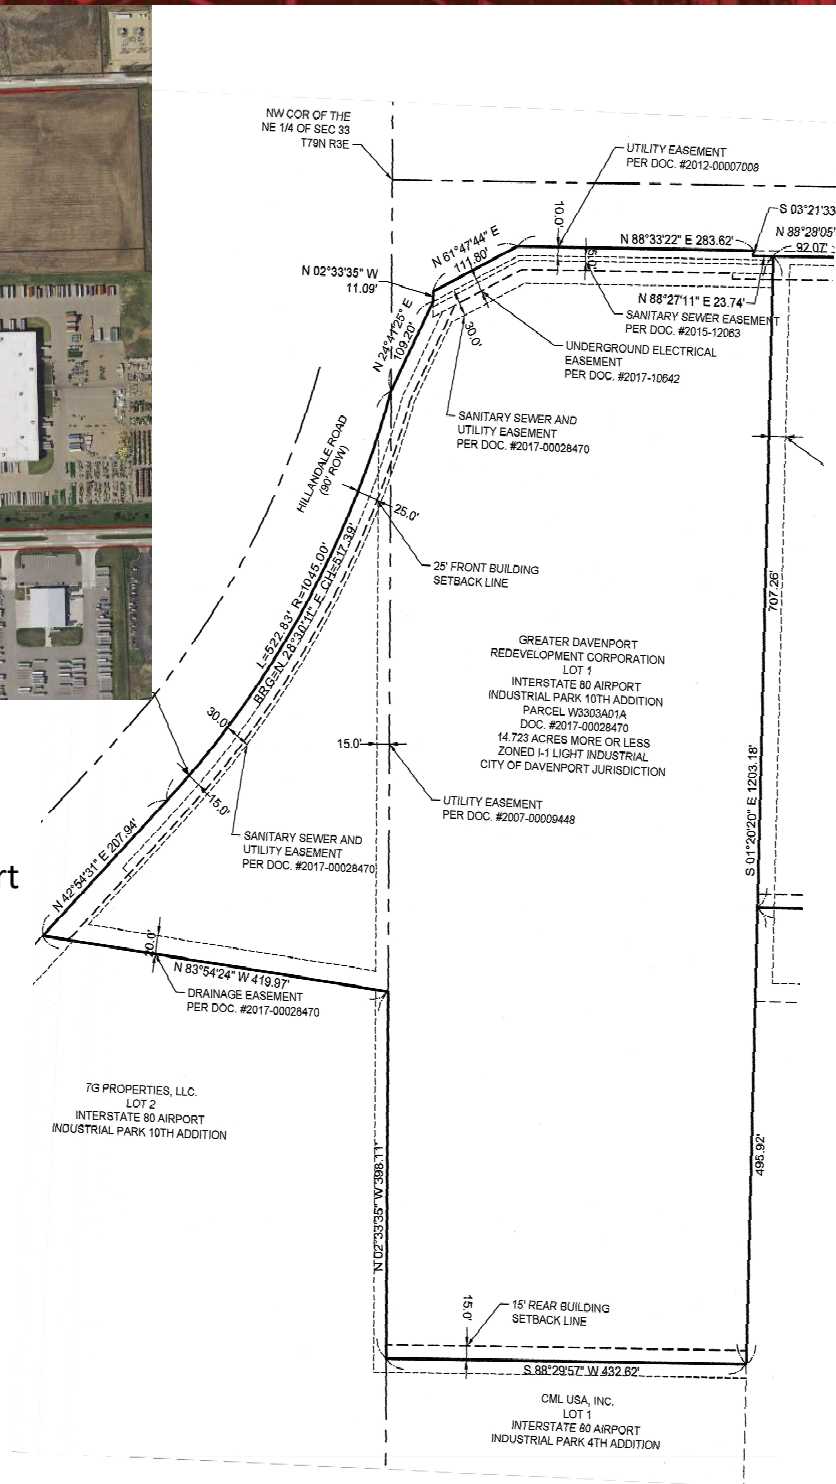 NW COR OF THE
NE 1/4 OF SEC 33
T79N R3E
UTILITY EASEMENT
PER DOC. #2012-00007008
S 03°21'33
N 88°28'05"
92.07'
10.0'
N 88°33'22" E 283.62'
5.0'
N 61°47'44" E
111.80'
N 02°33'35" W
11.09'
N 88°27'11" E 23.74'
SANITARY SEWER EASEMENT
PER DOC. #2015-12063
30.0'
UNDERGROUND ELECTRICAL
EASEMENT
PER DOC. #2017-10642
N 24°41'25" E
109.20'
SANITARY SEWER AND
UTILITY EASEMENT
PER DOC. #2017-00028470
HILLANDALE ROAD
(90' ROW)
25.0'
25' FRONT BUILDING
SETBACK LINE
L=522.83' R=1045.00'
BRG=N 28°30'11" E CH=517.39'
707.26'
GREATER DAVENPORT
REDEVELOPMENT CORPORATION
LOT 1
INTERSTATE 80 AIRPORT
INDUSTRIAL PARK 10TH ADDITION
PARCEL W3303A01A
DOC. #2017-00028470
14.723 ACRES MORE OR LESS
ZONED I-1 LIGHT INDUSTRIAL
CITY OF DAVENPORT JURISDICTION
30.0'
15.0'
S 01°20'20" E 1203.18'
15.0'
UTILITY EASEMENT
PER DOC. #2007-00009448
SANITARY SEWER AND
UTILITY EASEMENT
PER DOC. #2017-00028470
N 42°54'31" E 207.94'
rt
20.0'
N 83°54'24" W 419.97'
DRAINAGE EASEMENT
PER DOC. #2017-00028470
7G PROPERTIES, LLC.
LOT 2
INTERSTATE 80 AIRPORT
INDUSTRIAL PARK 10TH ADDITION
N 02°33'35" W 398.11'
495.92'
15.0'
15' REAR BUILDING
SETBACK LINE
S 88°29'57" W 432.62'
CML USA, INC.
LOT 1
INTERSTATE 80 AIRPORT
INDUSTRIAL PARK 4TH ADDITION